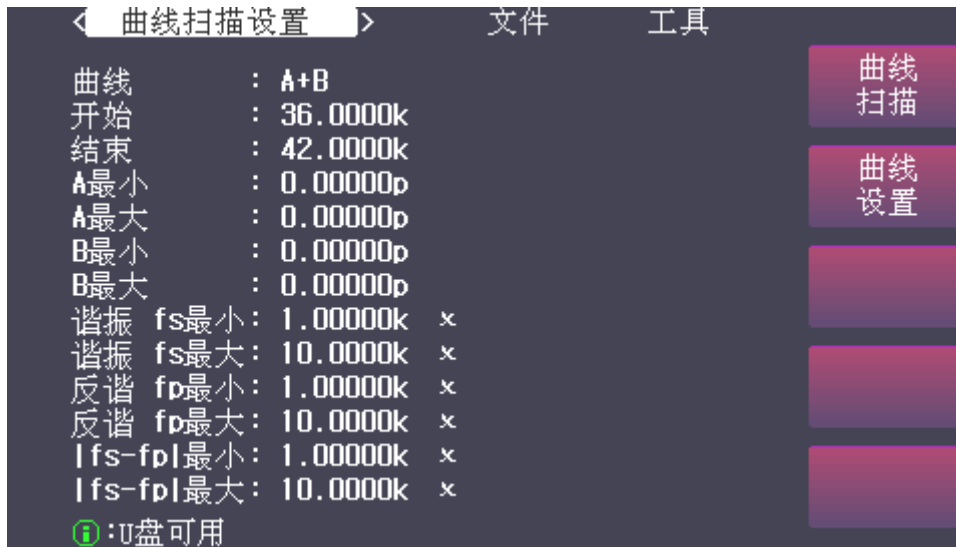 < 曲线扫描设置 > 文件 工具
曲线 : A+B
开始 : 36.0000k
结束 : 42.0000k
A最小 : 0.00000p
A最大 : 0.00000p
B最小 : 0.00000p
B最大 : 0.00000p
谐振 fs最小: 1.00000k x
谐振 fs最大: 10.0000k x
反谐 fp最小: 1.00000k x
反谐 fp最大: 10.0000k x
|fs-fp|最小: 1.00000k x
|fs-fp|最大: 10.0000k x
i:U盘可用
曲线
扫描
曲线
设置